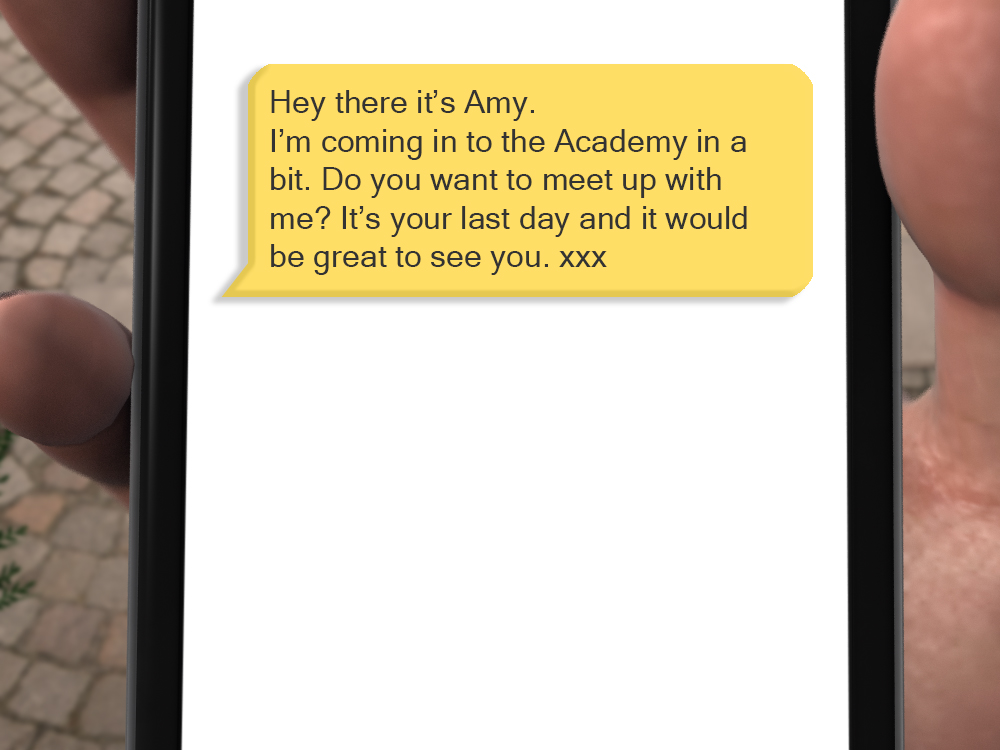 Hey there it's Amy.
I'm coming in to the Academy in a
bit. Do you want to meet up with
me? It's your last day and it would
be great to see you. xxx